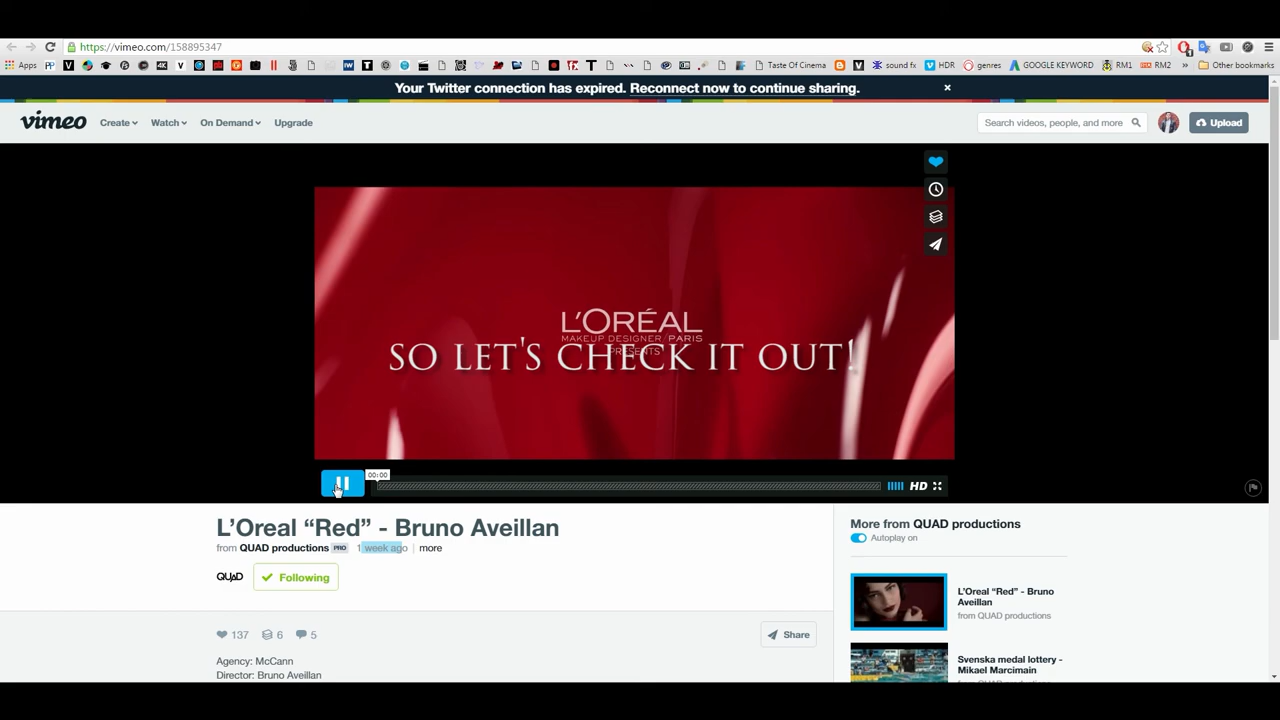 https://vimeo.com/158895347
Apps
Taste Of Cinema
sound fx
HDR
genres
GOOGLE KEYWORD
RM1
RM2
»
Other bookmarks
Your Twitter connection has expired. Reconnect now to continue sharing.
vimeo
Create
Watch
On Demand
Upgrade
Search videos, people, and more
Upload
L'ORÉAL
MAKEUP DESIGNER/PARIS
PRESENTS
SO LET'S CHECK IT OUT!
00:00
HD
L’Oreal “Red” - Bruno Aveillan
from QUAD productions PRO 1 week ago | more
QUAD
Following
137 6 5
Share
Agency: McCann
Director: Bruno Aveillan
More from QUAD productions
Autoplay on
L’Oreal “Red” - Bruno
Aveillan
from QUAD productions
Svenska medal lottery -
Mikael Marcimain